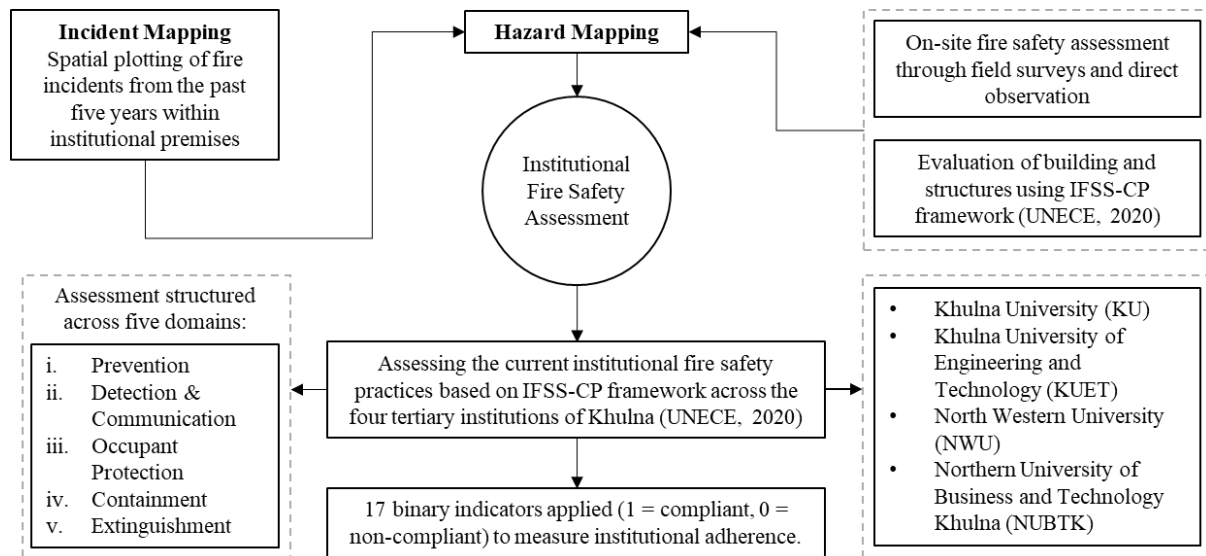 Incident Mapping
Spatial plotting of fire
incidents from the past
five years within
institutional premises
Hazard Mapping
On-site fire safety assessment
through field surveys and direct
observation
Evaluation of building and
structures using IFSS-CP
framework (UNECE, 2020)
Institutional
Fire Safety
Assessment
Assessment structured
across five domains:
i. Prevention
ii. Detection &
Communication
iii. Occupant
Protection
iv. Containment
v. Extinguishment
Assessing the current institutional fire safety
practices based on IFSS-CP framework across the
four tertiary institutions of Khulna (UNECE, 2020)
17 binary indicators applied (1 = compliant, 0 =
non-compliant) to measure institutional adherence.
• Khulna University (KU)
• Khulna University of
Engineering and
Technology (KUET)
• North Western University
(NWU)
• Northern University of
Business and Technology
Khulna (NUBTK)